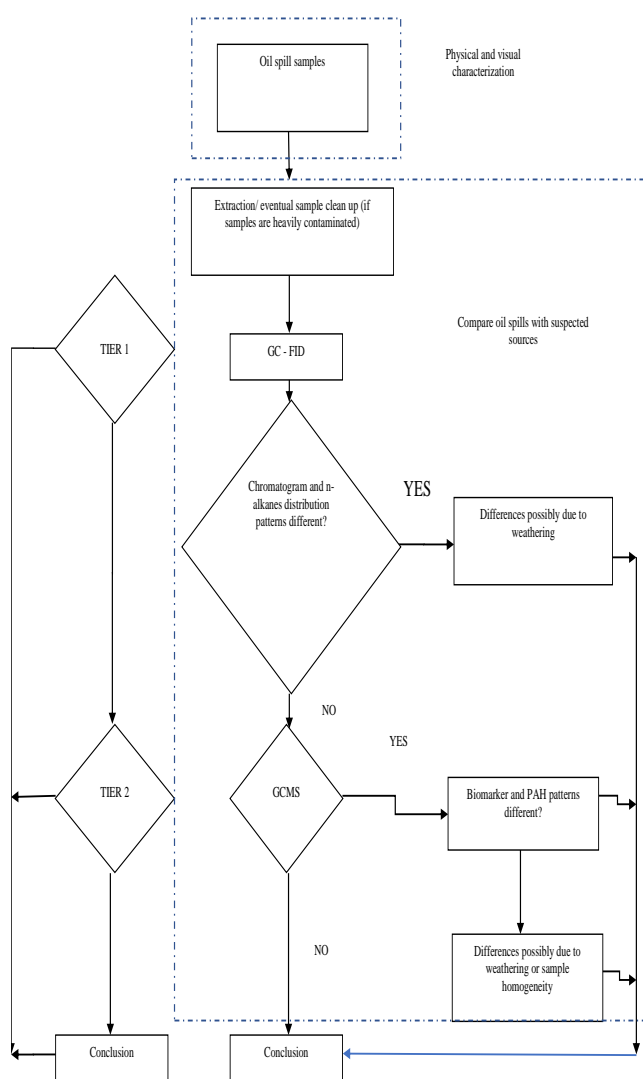 Oil spill samples
Physical and visual
characterization
Extraction/ eventual sample clean up (if
samples are heavily contaminated)
TIER 1
GC - FID
Compare oil spills with suspected
sources
Chromatogram and n-
alkanes distribution
patterns different?
YES
Differences possibly due to
weathering
NO
YES
TIER 2
GCMS
Biomarker and PAH patterns
different?
NO
Differences possibly due to
weathering or sample
homogeneity
Conclusion
Conclusion